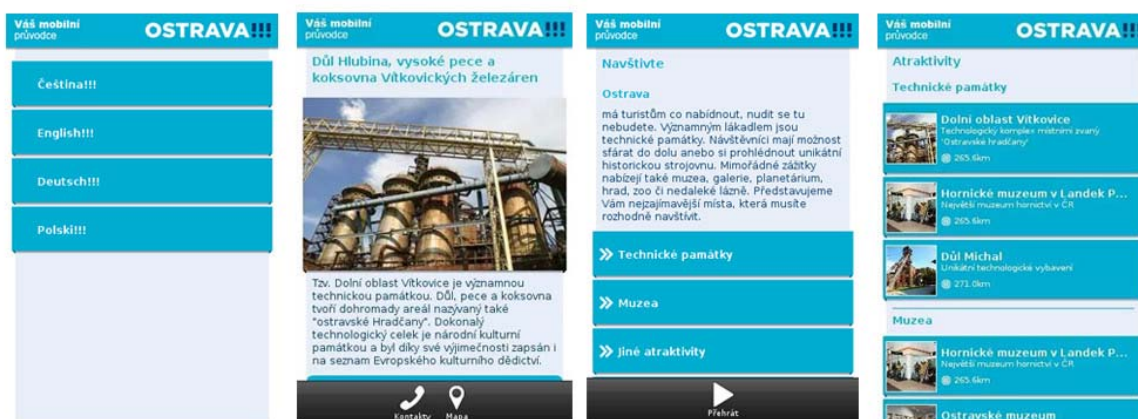 Váš mobilní
průvodce
OSTRAVA!!!
Čeština!!!
English!!!
Deutsch!!!
Polski!!!
Váš mobilní
průvodce
OSTRAVA!!!
Důl Hlubina, vysoké pece a
koksovna Vítkovických železáren
Tzv. Dolní oblast Vítkovice je významnou
technickou památkou. Důl, pece a koksovna
tvoří dohromady areál nazývaný také
"ostravské Hradčany". Dokonalý
technologický celek je národní kulturní
památkou a byl díky své výjimečnosti zapsán i
na seznam Evropského kulturního dědictví.
Kontakty
Mapa
Váš mobilní
průvodce
OSTRAVA!!!
Navštivte
Ostrava
má turistům co nabídnout, nudit se tu
nebudete. Významným lákadlem jsou
technické památky. Návštěvníci mají možnost
sfárat do dolu anebo si prohlédnout unikátní
historickou strojovnu. Mimořádné zážitky
nabízejí také muzea, galerie, planetárium,
hrad, zoo či nedaleké lázně. Představujeme
Vám nejzajímavější místa, která musíte
rozhodně navštívit.
Technické památky
Muzea
Jiné atraktivity
Přehrát
Váš mobilní
průvodce
OSTRAVA!!
Atraktivity
Technické památky
Dolní oblast Vítkovice
Technologický komplex místními zvaný
'Ostravské hradčany'
265.6km
Hornické muzeum v Landek P...
Největší muzeum hornictví v ČR
265.6km
Důl Michal
Unikátní technologické vybavení
271.0km
Muzea
Hornické muzeum v Landek P...
Největší muzeum hornictví v ČR
265.6km
Ostravské muzeum